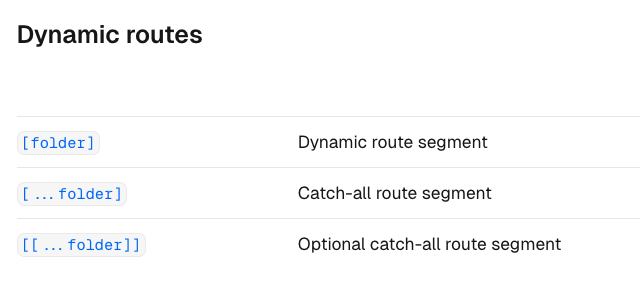 Dynamic routes
[folder] Dynamic route segment
[...folder] Catch-all route segment
[[...folder]] Optional catch-all route segment